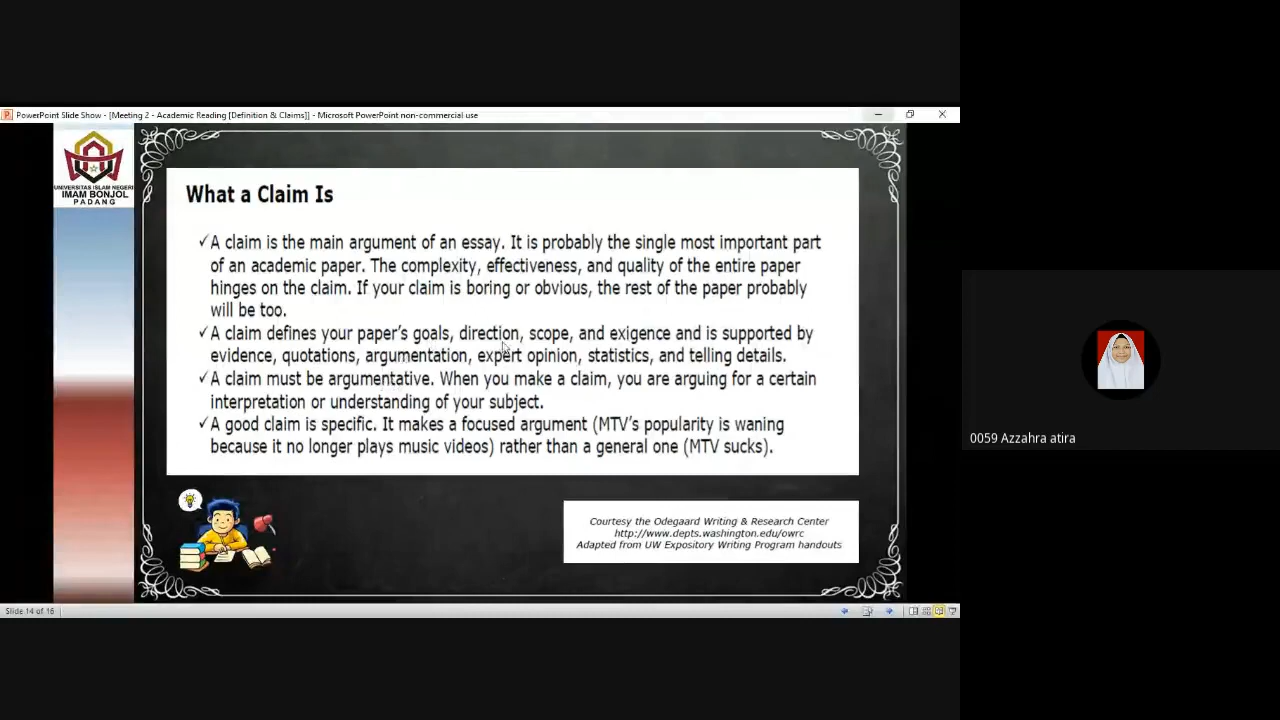 PowerPoint Slide Show - [Meeting 2 - Academic Reading [Definition & Claims]] - Microsoft PowerPoint non-commercial use
UNIVERSITAS ISLAM NEGERI
IMAM BONJOL
PADANG
What a Claim Is
✓A claim is the main argument of an essay. It is probably the single most important part
of an academic paper. The complexity, effectiveness, and quality of the entire paper
hinges on the claim. If your claim is boring or obvious, the rest of the paper probably
will be too.
✓A claim defines your paper's goals, direction, scope, and exigence and is supported by
evidence, quotations, argumentation, expert opinion, statistics, and telling details.
✓A claim must be argumentative. When you make a claim, you are arguing for a certain
interpretation or understanding of your subject.
✓A good claim is specific. It makes a focused argument (MTV's popularity is waning
because it no longer plays music videos) rather than a general one (MTV sucks).
Courtesy the Odegaard Writing & Research Center
http://www.depts.washington.edu/owrc
Adapted from UW Expository Writing Program handouts
Slide 14 of 16
0059 Azzahra atira